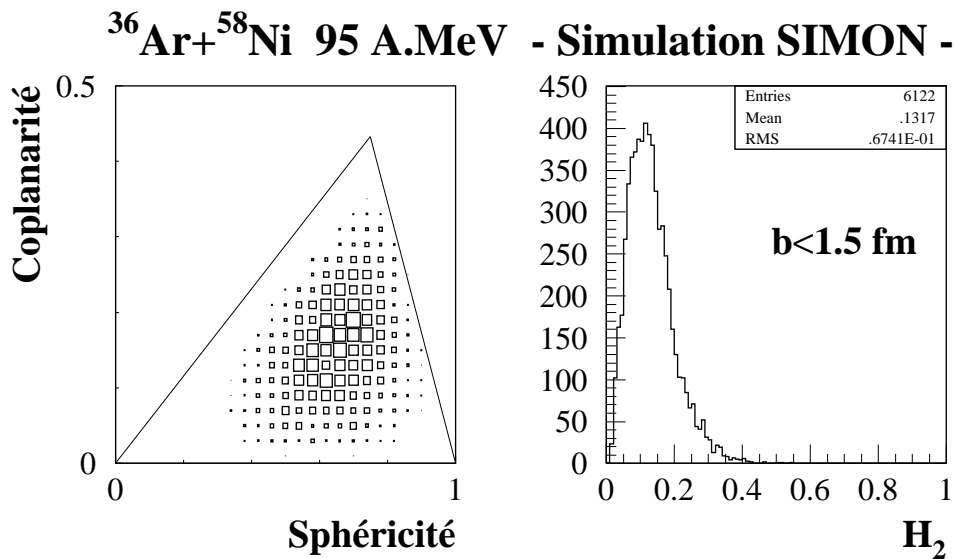 ³⁶Ar+⁵⁸Ni 95 A.MeV - Simulation SIMON -
Coplanarité
0.5
0
0
1
Sphéricité
450
400
350
300
250
200
150
100
50
0
Entries 6122
Mean .1317
RMS .6741E-01
b<1.5 fm
0 0.2 0.4 0.6 0.8 1
H₂